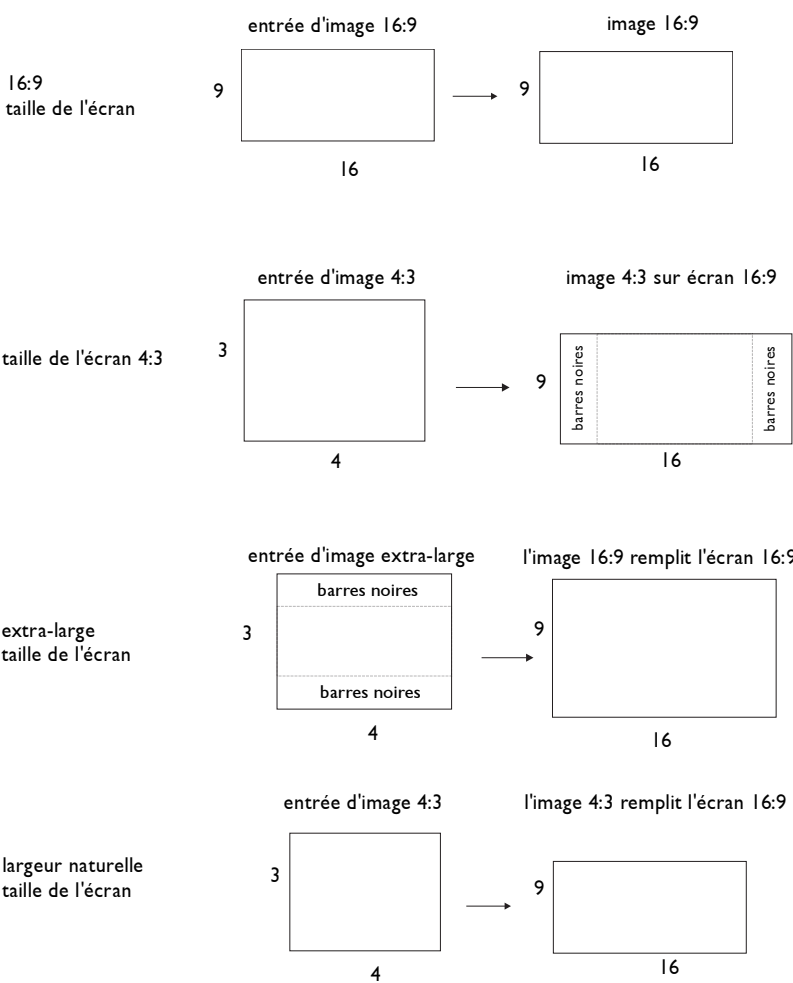 entrée d'image 16:9
image 16:9
16:9
taille de l'écran
9
9
16
16
entrée d'image 4:3
image 4:3 sur écran 16:9
taille de l'écran 4:3
3
9
barres noires
barres noires
4
16
entrée d'image extra-large
l'image 16:9 remplit l'écran 16:9
barres noires
extra-large
taille de l'écran
3
9
barres noires
4
16
entrée d'image 4:3
l'image 4:3 remplit l'écran 16:9
largeur naturelle
taille de l'écran
3
9
4
16